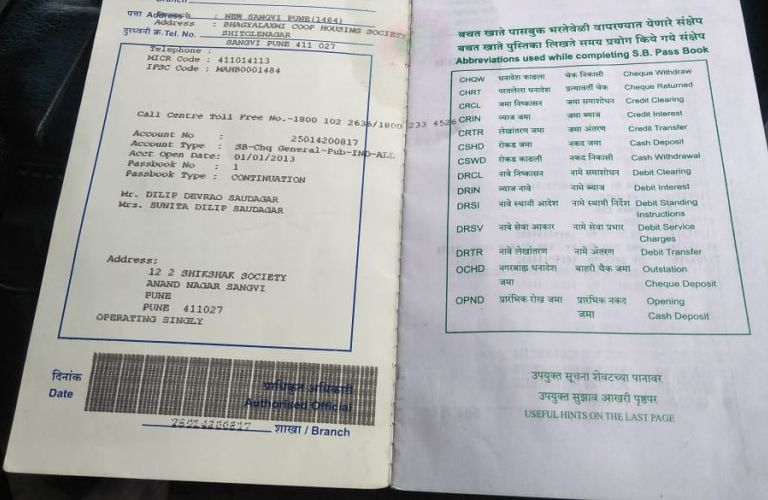 Branch
पत्ता Address : NEW SANGVI PUNE(1484)
Address : BHAGYALAXMI COOP HOUSING SOCIETY
दुरध्वनी क्र.Tel. No. SHITOLENAGAR
SANGVI PUNE 411 027
Telephone :
MICR Code : 411014113
IFSC Code : MAHB0001484
Call Centre Toll Free No.-1800 102 2636/1800 233 4526
Account No : 25014200817
Account Type : SB-Chq General-Pub-IND-ALL
Acct Open Date: 01/01/2013
Passbook No : 1
Passbook Type : CONTINUATION
Mr. DILIP DEVRAO SAUDAGAR
Mrs. SUNITA DILIP SAUDAGAR
Address:
12 2 SHIKSHAK SOCIETY
ANAND NAGAR SANGVI
PUNE
PUNE 411027
OPERATING SINGLY
दिनांक
Date
प्राधिकृत अधिकारी
Authorised Official
शाखा / Branch
बचत खाते पासबुक भरतेवेळी वापरण्यात येणारे संक्षेप
बचत खाते पुस्तिका लिखते समय प्रयोग किये गये संक्षेप
Abbreviations used while completing S.B. Pass Book
CHQW धनादेश काढला चेक निकासी Cheque Withdraw
CHRT परतलेला धनादेश प्रत्यावर्ती चेक Cheque Returned
CRCL जमा निष्कासन जमा समाशोधन Credit Clearing
CRIN व्याज जमा जमा ब्याज Credit Interest
CRTR लेखांतरण जमा जमा अंतरण Credit Transfer
CSHD रोकड जमा नकद जमा Cash Deposit
CSWD रोकड काढली नकद निकासी Cash Withdrawal
DRCL नावे निष्कासन नामे समाशोधन Debit Clearing
DRIN व्याज नावे नामे ब्याज Debit Interest
DRSI नावे स्थायी आदेश नामे स्थायी निर्देश Debit Standing
Instructions
DRSV नावे सेवा आकार नामे सेवा प्रभार Debit Service
Charges
DRTR नावे लेखांतरण नामे अंतरण Debit Transfer
OCHD नगरबाह्य धनादेश बाहरी चैक जमा Outstation
जमा Cheque Deposit
OPND प्रारंभिक रोख जमा प्रारंभिक नकद Opening
जमा Cash Deposit
उपयुक्त सूचना शेवटच्या पानावर
उपयुक्त सुझाव आखरी पृष्ठपर
USEFUL HINTS ON THE LAST PAGE